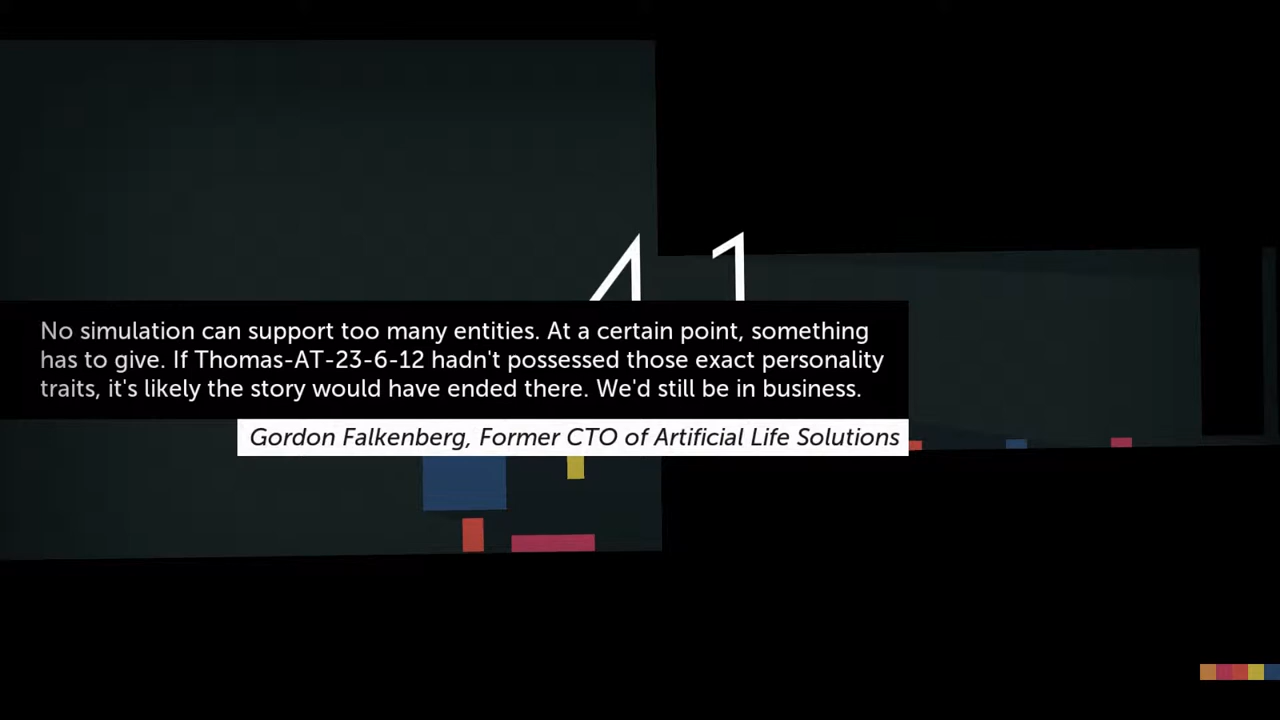 4.1
No simulation can support too many entities. At a certain point, something
has to give. If Thomas-AT-23-6-12 hadn't possessed those exact personality
traits, it's likely the story would have ended there. We'd still be in business.
Gordon Falkenberg, Former CTO of Artificial Life Solutions